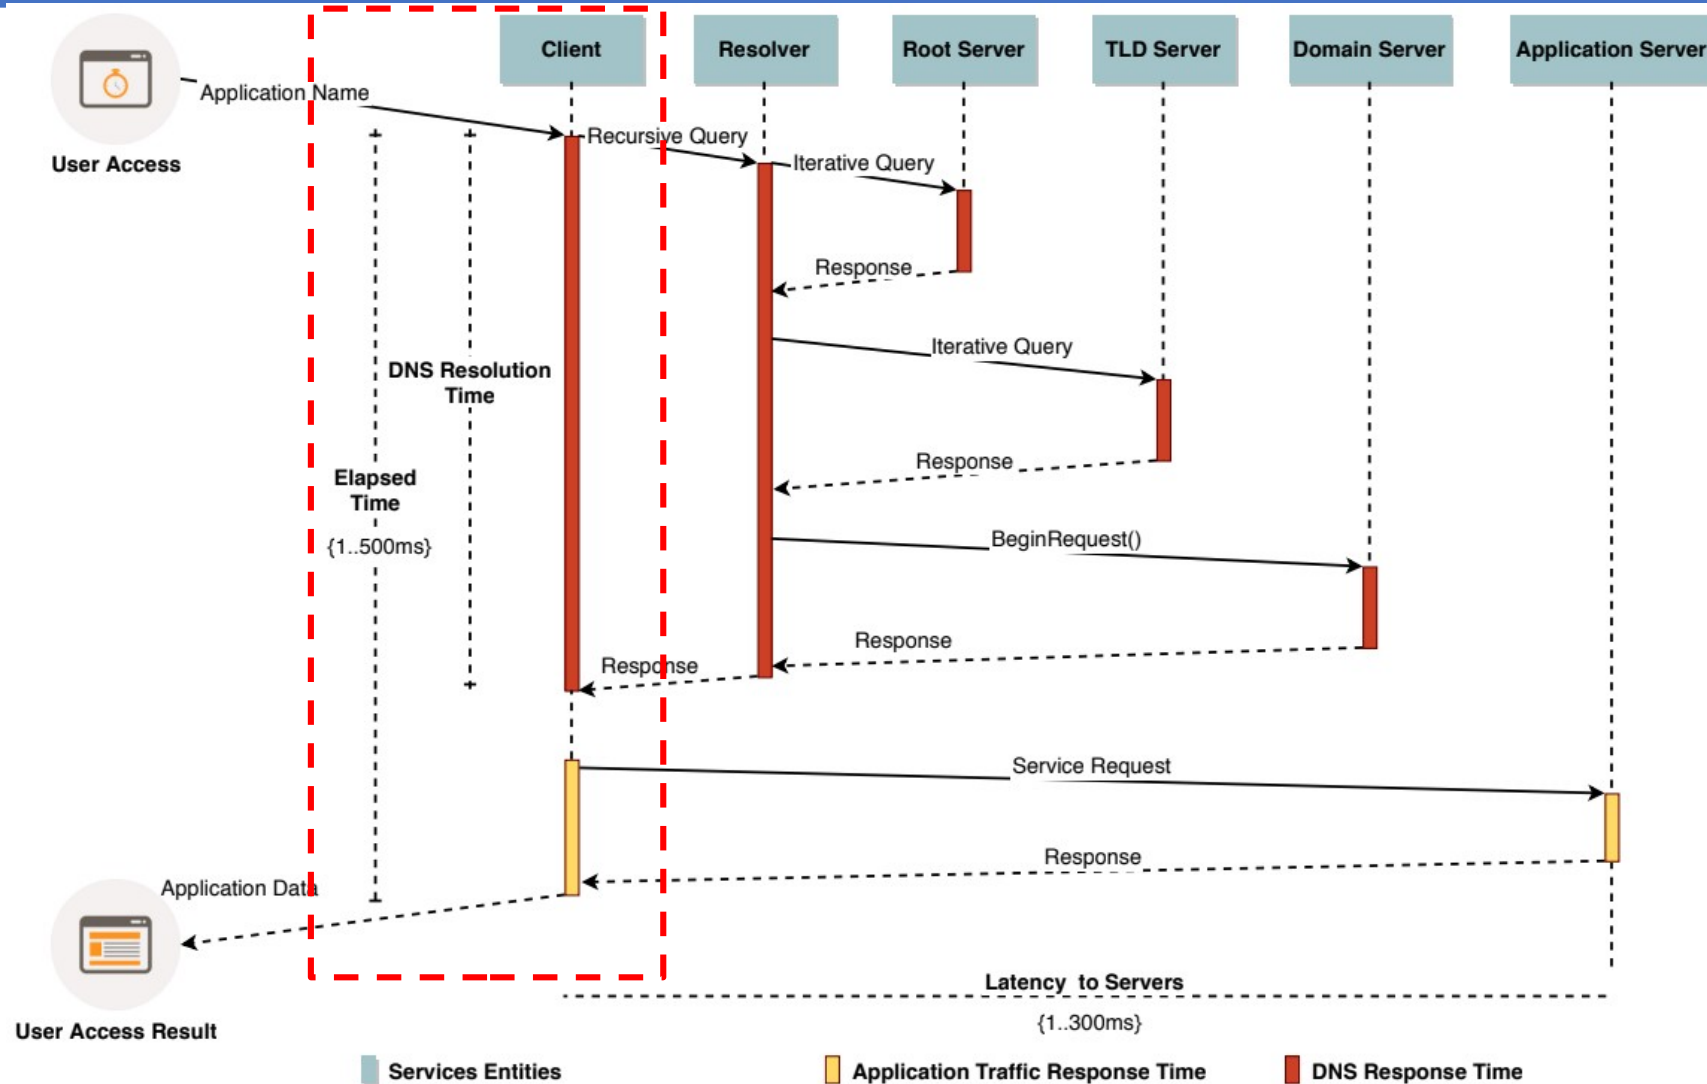 Client
Resolver
Root Server
TLD Server
Domain Server
Application Server
Application Name
User Access
Recursive Query
Iterative Query
Response
Iterative Query
DNS Resolution
Time
Response
Elapsed
Time
{1..500ms}
BeginRequest()
Response
Response
Service Request
Response
Application Data
User Access Result
Latency to Servers
{1..300ms}
Services Entities
Application Traffic Response Time
DNS Response Time